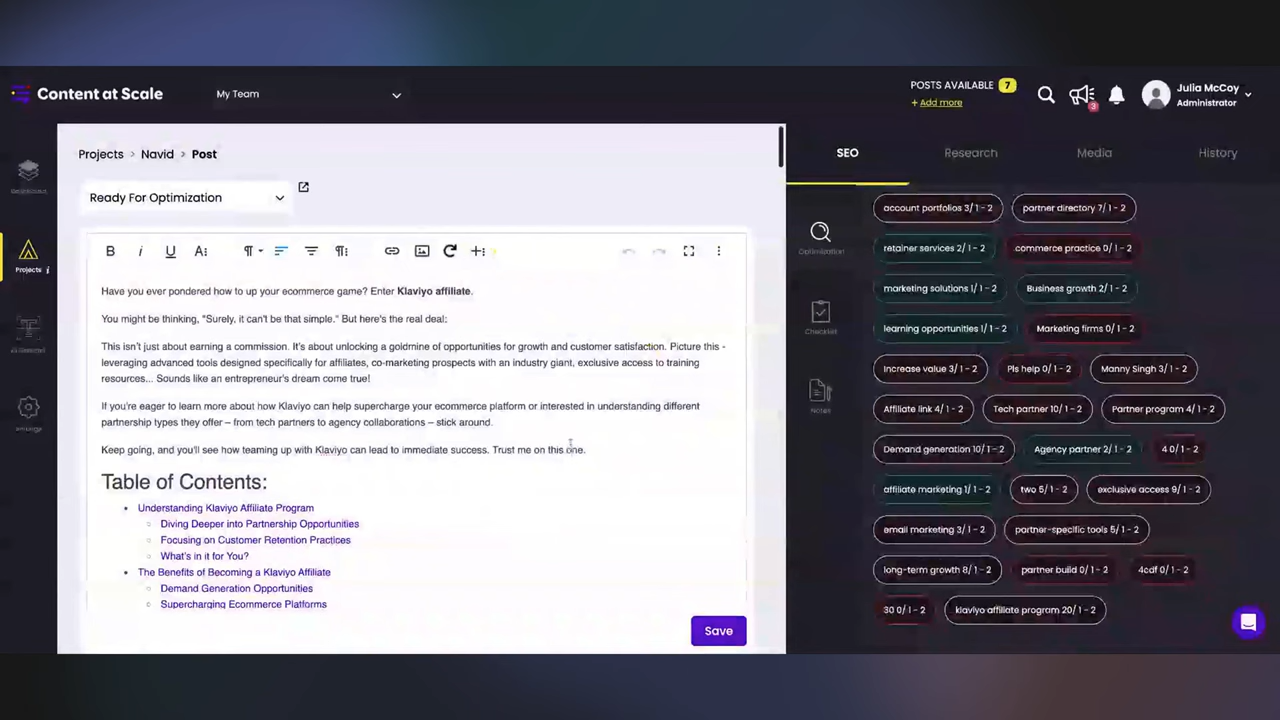 Content at Scale
My Team
POSTS AVAILABLE 7
+ Add more
3
Julia McCoy
Administrator
Projects > Navid > Post
Ready For Optimization
Projects
Have you ever pondered how to up your ecommerce game? Enter Klaviyo affiliate.
You might be thinking, "Surely, it can't be that simple." But here's the real deal:
This isn't just about earning a commission. It's about unlocking a goldmine of opportunities for growth and customer satisfaction. Picture this -
leveraging advanced tools designed specifically for affiliates, co-marketing prospects with an industry giant, exclusive access to training
resources... Sounds like an entrepreneur's dream come true!
If you're eager to learn more about how Klaviyo can help supercharge your ecommerce platform or interested in understanding different
partnership types they offer – from tech partners to agency collaborations – stick around.
Keep going, and you'll see how teaming up with Klaviyo can lead to immediate success. Trust me on this one.
Table of Contents:
Understanding Klaviyo Affiliate Program
Diving Deeper into Partnership Opportunities
Focusing on Customer Retention Practices
What's in it for You?
The Benefits of Becoming a Klaviyo Affiliate
Demand Generation Opportunities
Supercharging Ecommerce Platforms
Save
SEO Research Media History
Optimization
Checklist
Notes
account portfolios 3/ 1 - 2 partner directory 7/ 1 - 2
retainer services 2/ 1 - 2 commerce practice 0/ 1 - 2
marketing solutions 1/ 1 - 2 Business growth 2/ 1 - 2
learning opportunities 1/ 1 - 2 Marketing firms 0/ 1 - 2
Increase value 3/ 1 - 2 Pls help 0/ 1 - 2 Manny Singh 3/ 1 - 2
Affiliate link 4/ 1 - 2 Tech partner 10/ 1 - 2 Partner program 4/ 1 - 2
Demand generation 10/ 1 - 2 Agency partner 2/ 1 - 2 4 0/ 1 - 2
affiliate marketing 1/ 1 - 2 two 5/ 1 - 2 exclusive access 9/ 1 - 2
email marketing 3/ 1 - 2 partner-specific tools 5/ 1 - 2
long-term growth 8/ 1 - 2 partner build 0/ 1 - 2 4cdf 0/ 1 - 2
30 0/ 1 - 2 klaviyo affiliate program 20/ 1 - 2